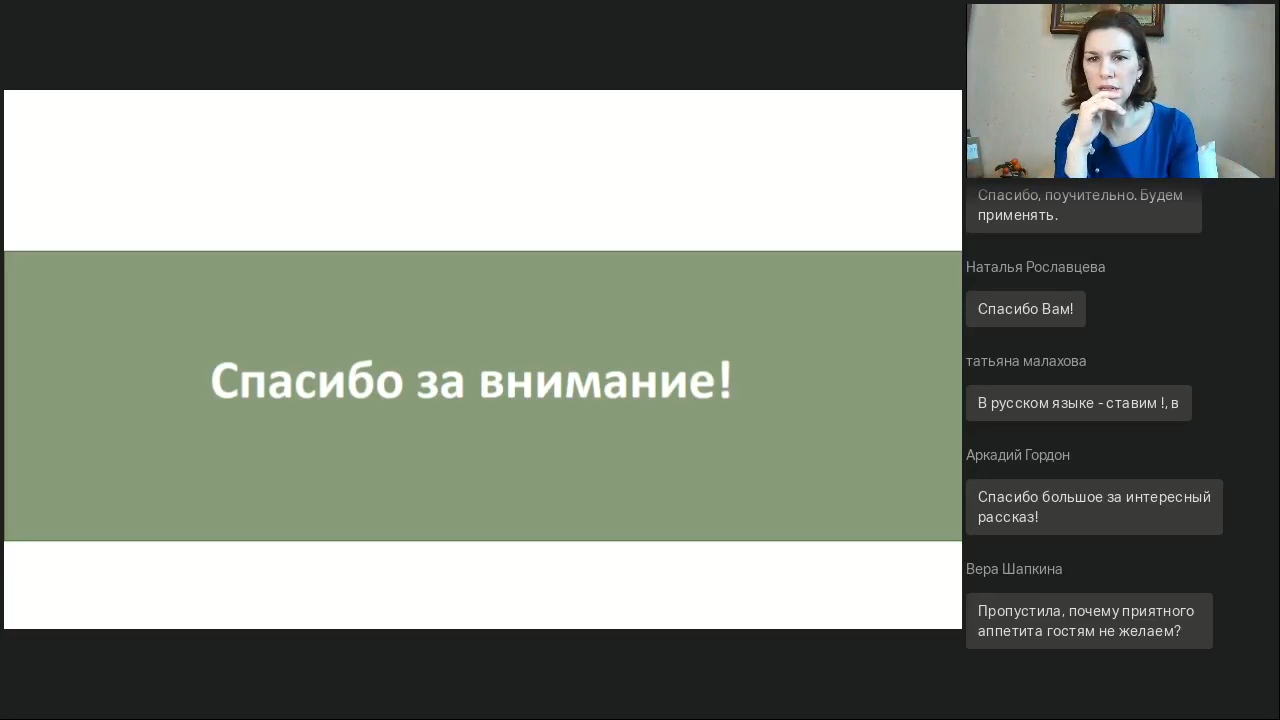 Спасибо за внимание!
Спасибо, поучительно. Будем
применять.
Наталья Рославцева
Спасибо Вам!
татьяна малахова
В русском языке - ставим !, в
Аркадий Гордон
Спасибо большое за интересный
рассказ!
Вера Шапкина
Пропустила, почему приятного
аппетита гостям не желаем?